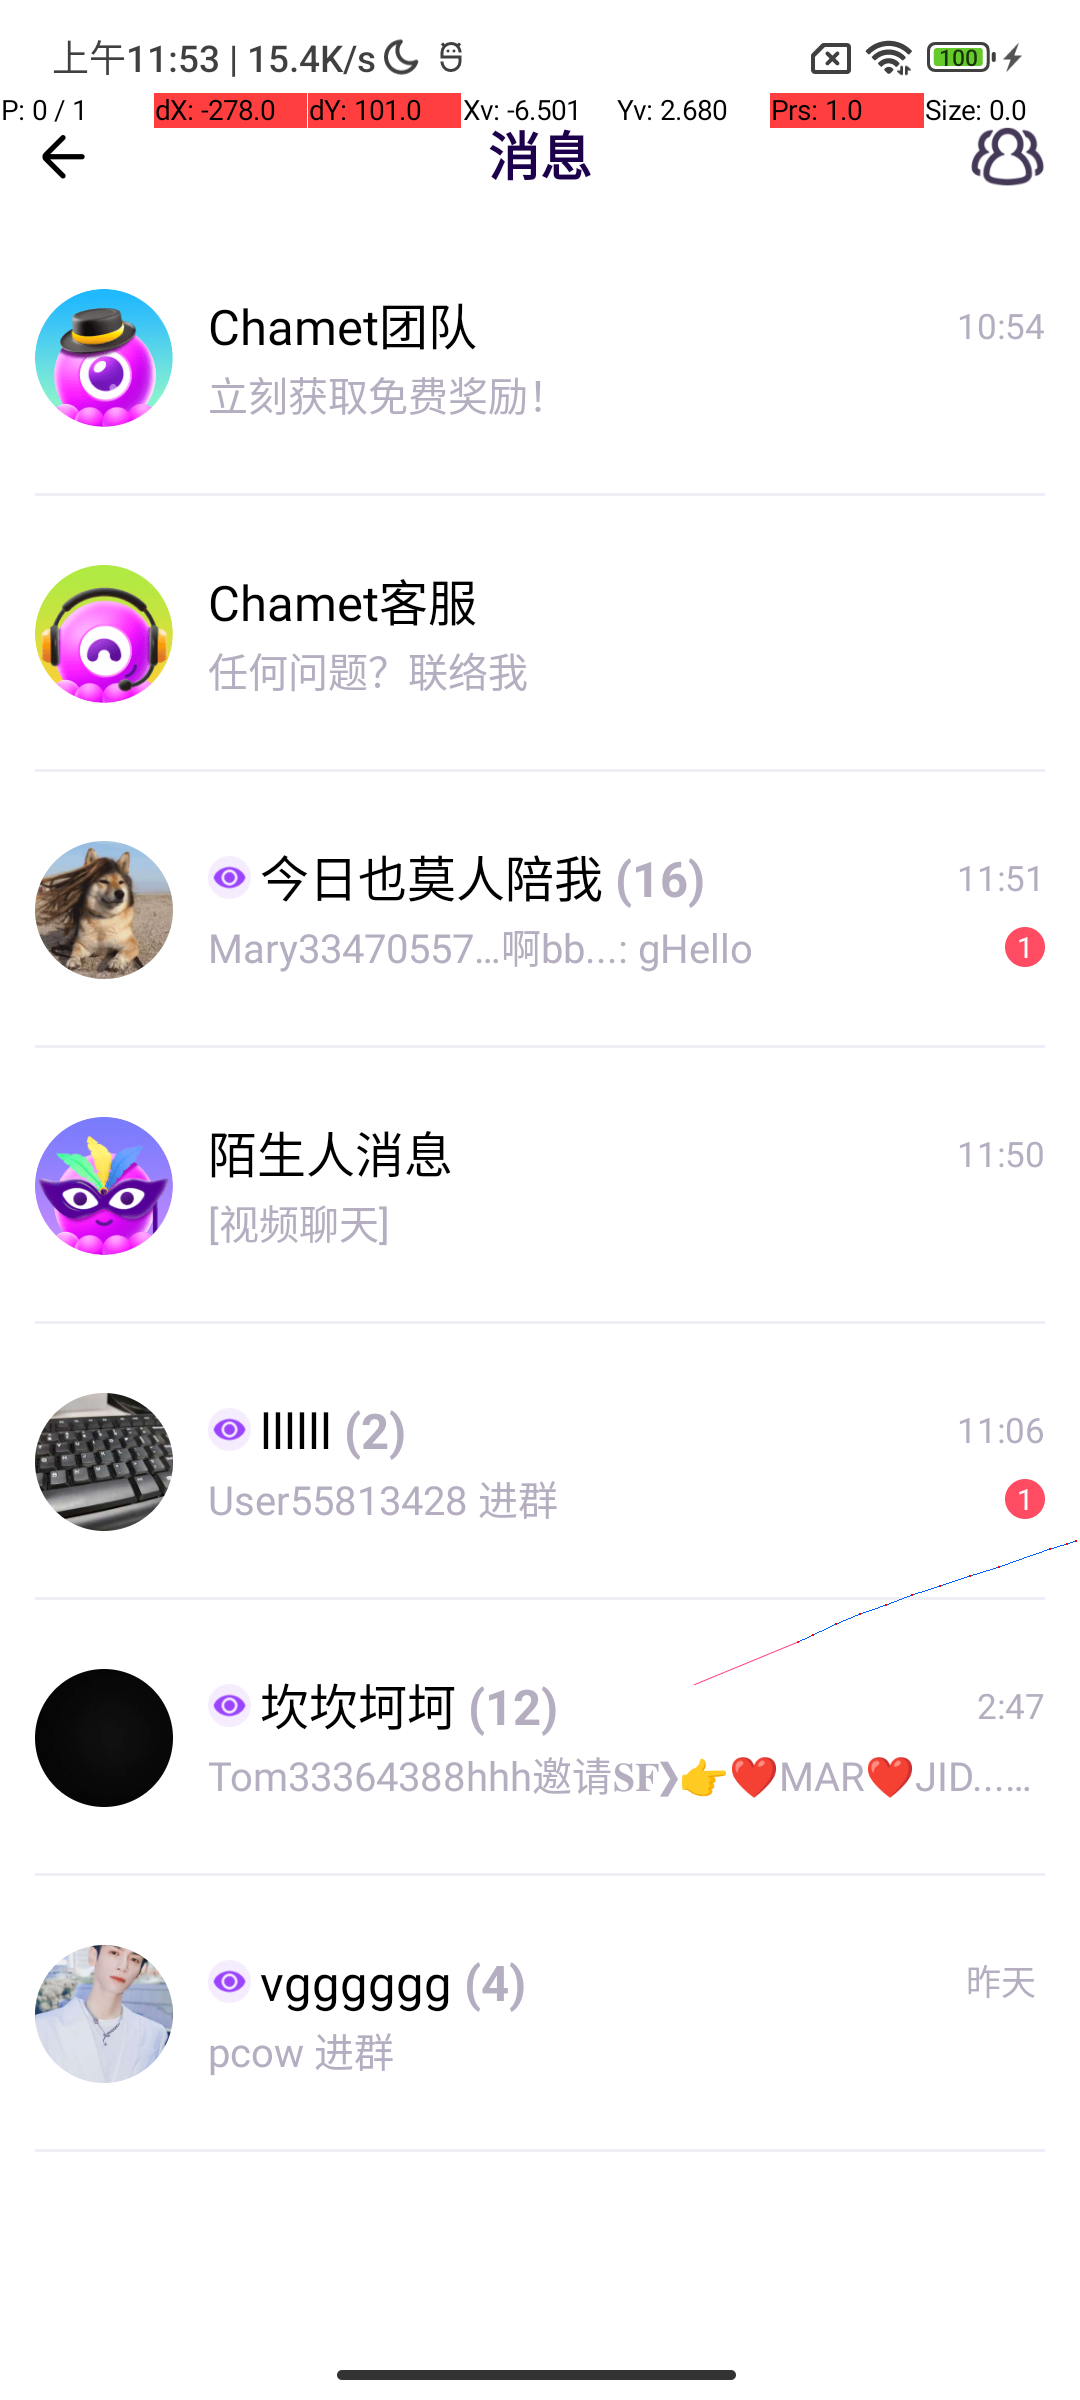 上午11:53 | 15.4K/s
100
P: 0 / 1 dX: -278.0 dY: 101.0 Xv: -6.501 Yv: 2.680 Prs: 1.0 Size: 0.0
消息
Chamet团队 10:54
立刻获取免费奖励！
Chamet客服
任何问题？联络我
今日也莫人陪我 (16) 11:51
Mary33470557...啊bb...: gHello 1
陌生人消息 11:50
[视频聊天]
llllll (2) 11:06
User55813428 进群 1
坎坎坷坷 (12) 2:47
Tom33364388hhh邀请𝐒𝐅❯👉❤️MAR❤️JID...…
vgggggg (4) 昨天
pcow 进群